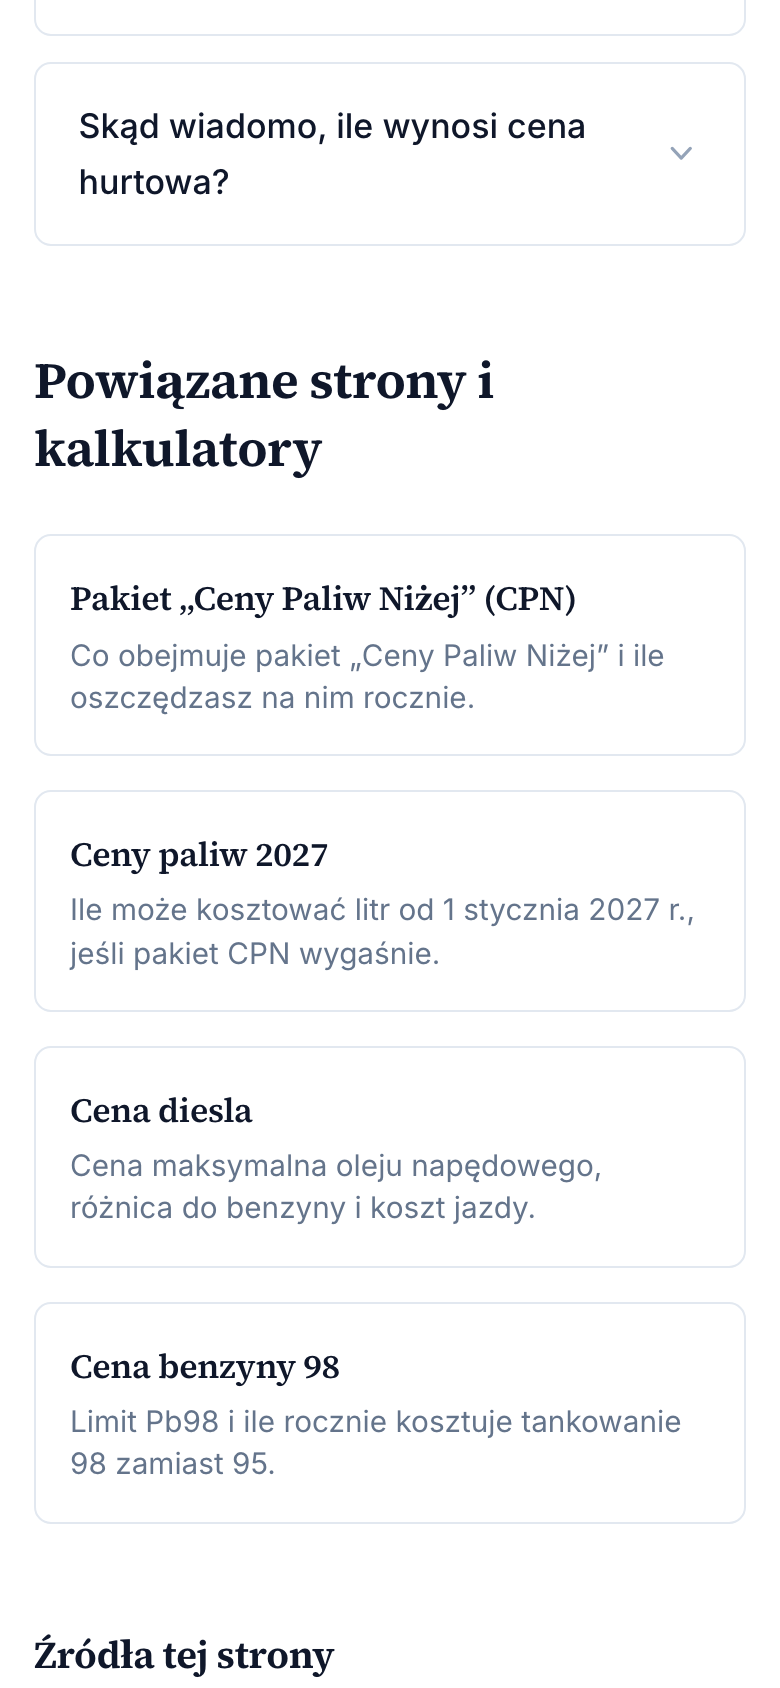 Skąd wiadomo, ile wynosi cena
hurtowa?
Powiązane strony i
kalkulatory
Pakiet „Ceny Paliw Niżej” (CPN)
Co obejmuje pakiet „Ceny Paliw Niżej” i ile
oszczędzasz na nim rocznie.
Ceny paliw 2027
Ile może kosztować litr od 1 stycznia 2027 r.,
jeśli pakiet CPN wygaśnie.
Cena diesla
Cena maksymalna oleju napędowego,
różnica do benzyny i koszt jazdy.
Cena benzyny 98
Limit Pb98 i ile rocznie kosztuje tankowanie
98 zamiast 95.
Źródła tej strony